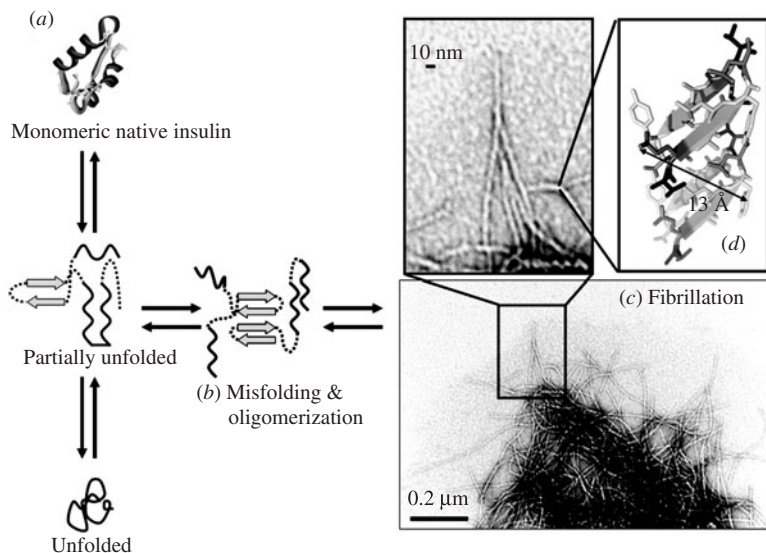 (a)
Monomeric native insulin
Partially unfolded
(b) Misfolding &
oligomerization
Unfolded
10 nm
13 Å
(d)
(c) Fibrillation
0.2 μm